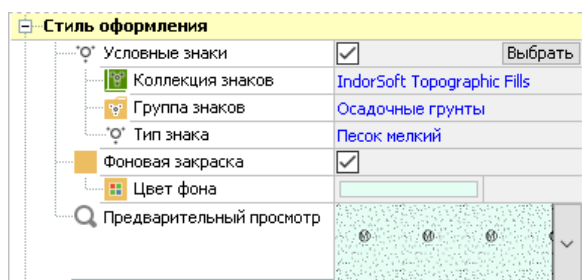 Стиль оформления
Условные знаки Выбрать
Коллекция знаков IndorSoft Topographic Fills
Группа знаков Осадочные грунты
Тип знака Песок мелкий
Фоновая закраска
Цвет фона
Предварительный просмотр